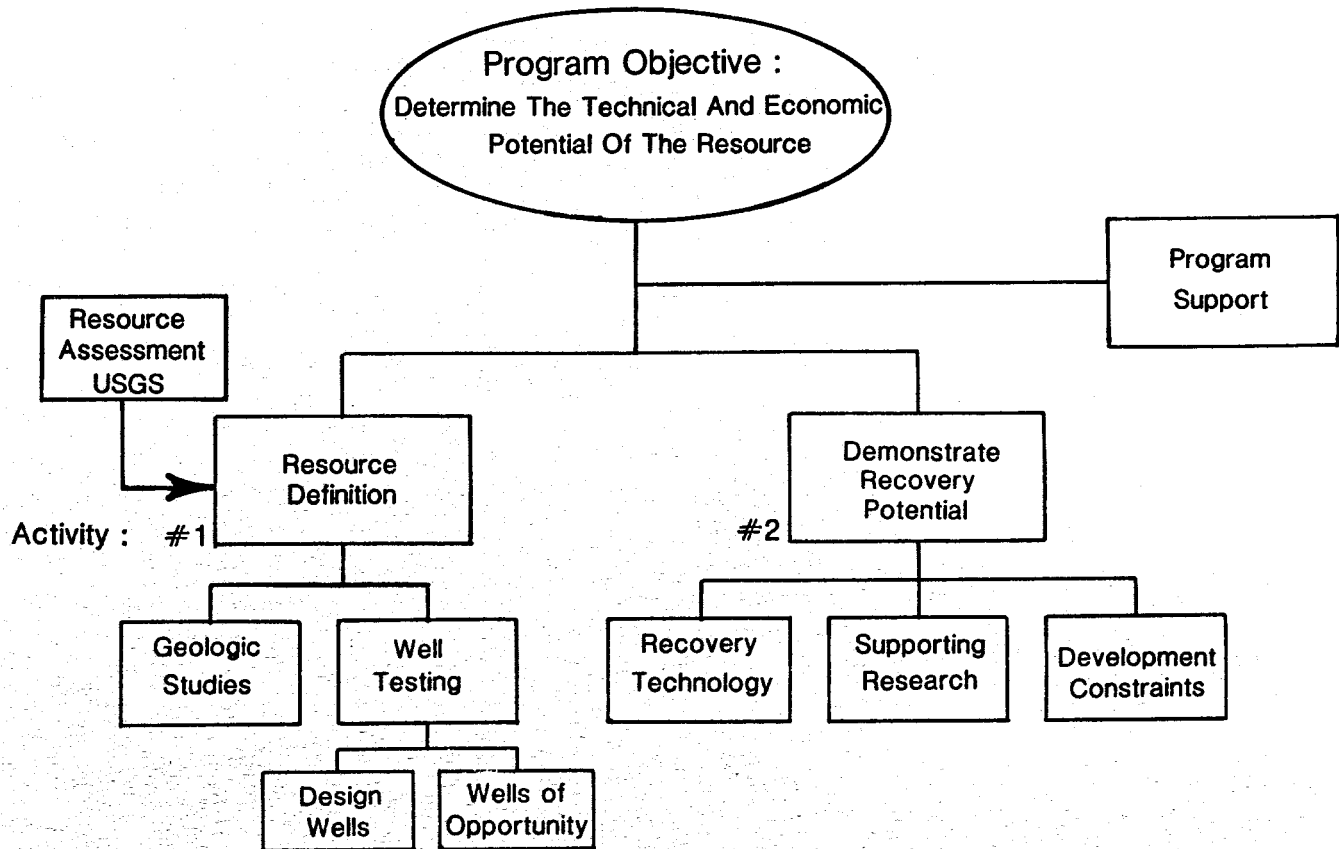 Program Objective :
Determine The Technical And Economic
Potential Of The Resource
Program
Support
Resource
Assessment
USGS
Resource
Definition
Demonstrate
Recovery
Potential
Activity : #1
#2
Geologic
Studies
Well
Testing
Recovery
Technology
Supporting
Research
Development
Constraints
Design
Wells
Wells of
Opportunity